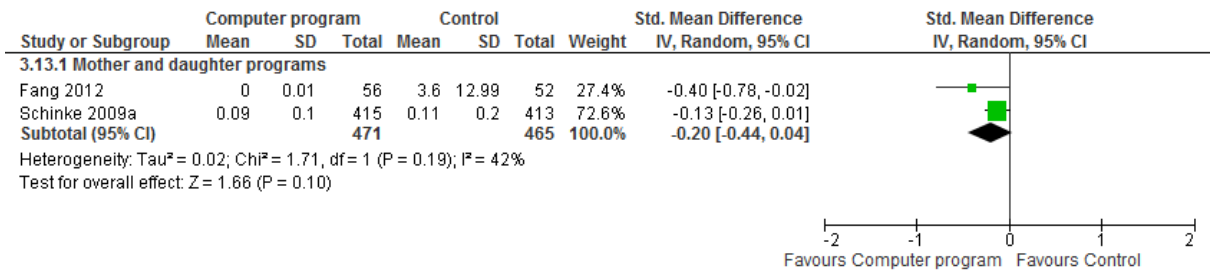 Computer program Control Std. Mean Difference Std. Mean Difference
Study or Subgroup Mean SD Total Mean SD Total Weight IV, Random, 95% CI IV, Random, 95% CI
3.13.1 Mother and daughter programs
Fang 2012 0 0.01 56 3.6 12.99 52 27.4% -0.40 [-0.78, -0.02]
Schinke 2009a 0.09 0.1 415 0.11 0.2 413 72.6% -0.13 [-0.26, 0.01]
Subtotal (95% CI) 471 465 100.0% -0.20 [-0.44, 0.04]
Heterogeneity: Tau² = 0.02; Chi² = 1.71, df = 1 (P = 0.19); I² = 42%
Test for overall effect: Z = 1.66 (P = 0.10)
-2 -1 0 1 2
Favours Computer program Favours Control